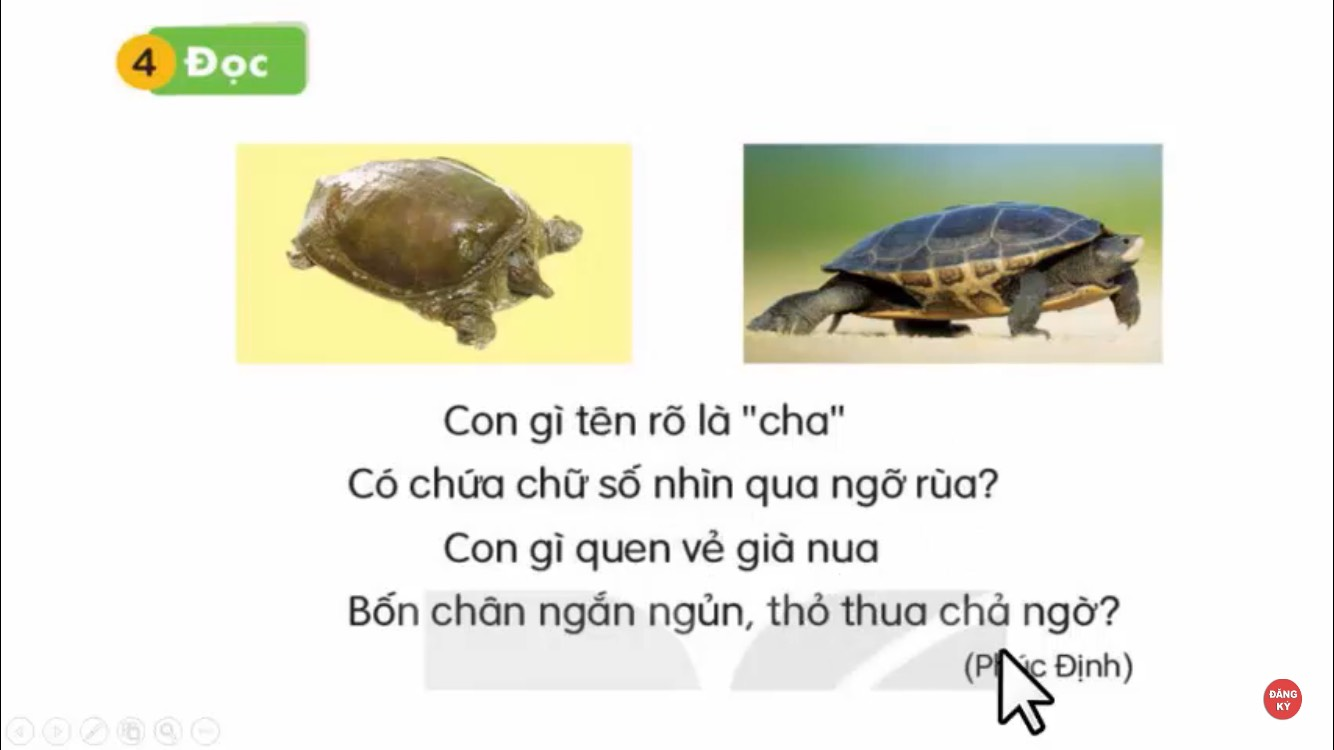 4 Đọc
Con gì tên rõ là "cha"
Có chứa chữ số nhìn qua ngỡ rùa?
Con gì quen vẻ già nua
Bốn chân ngắn ngủn, thỏ thua chả ngờ?
(Phúc Định)
ĐĂNG
KÝ